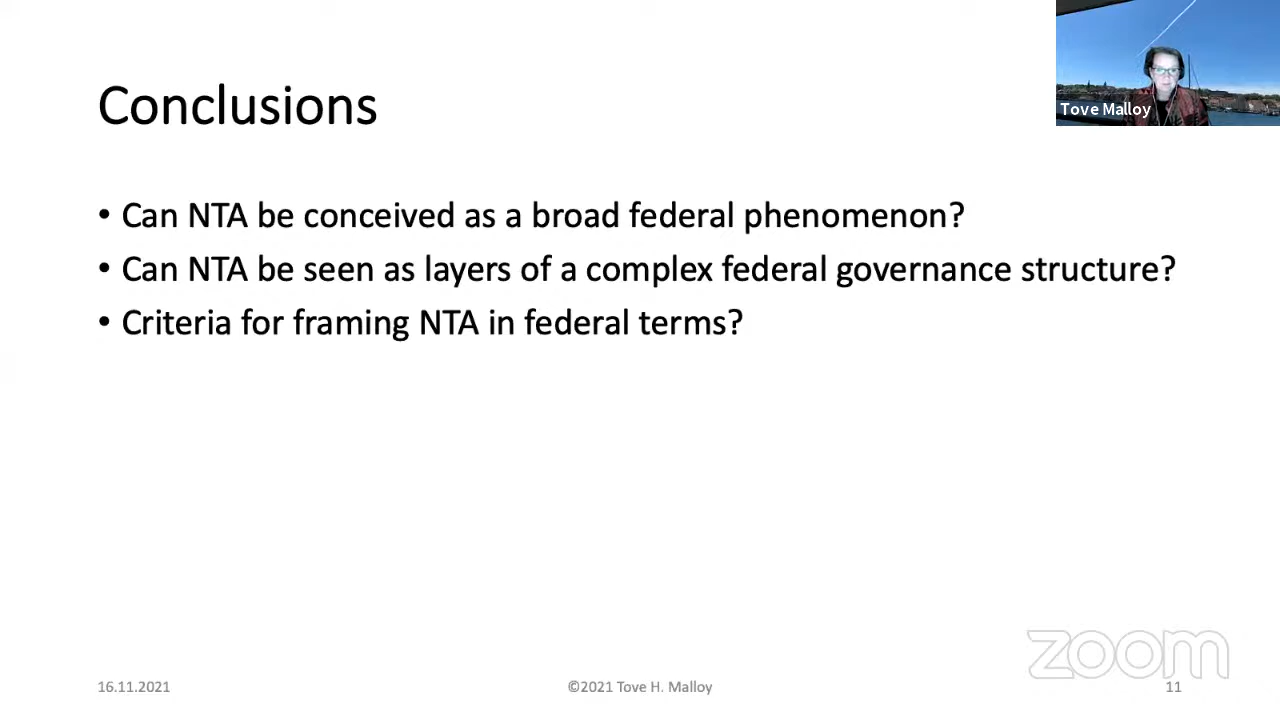 Tove Malloy
Conclusions
• Can NTA be conceived as a broad federal phenomenon?
• Can NTA be seen as layers of a complex federal governance structure?
• Criteria for framing NTA in federal terms?
zoom
16.11.2021
©2021 Tove H. Malloy
11